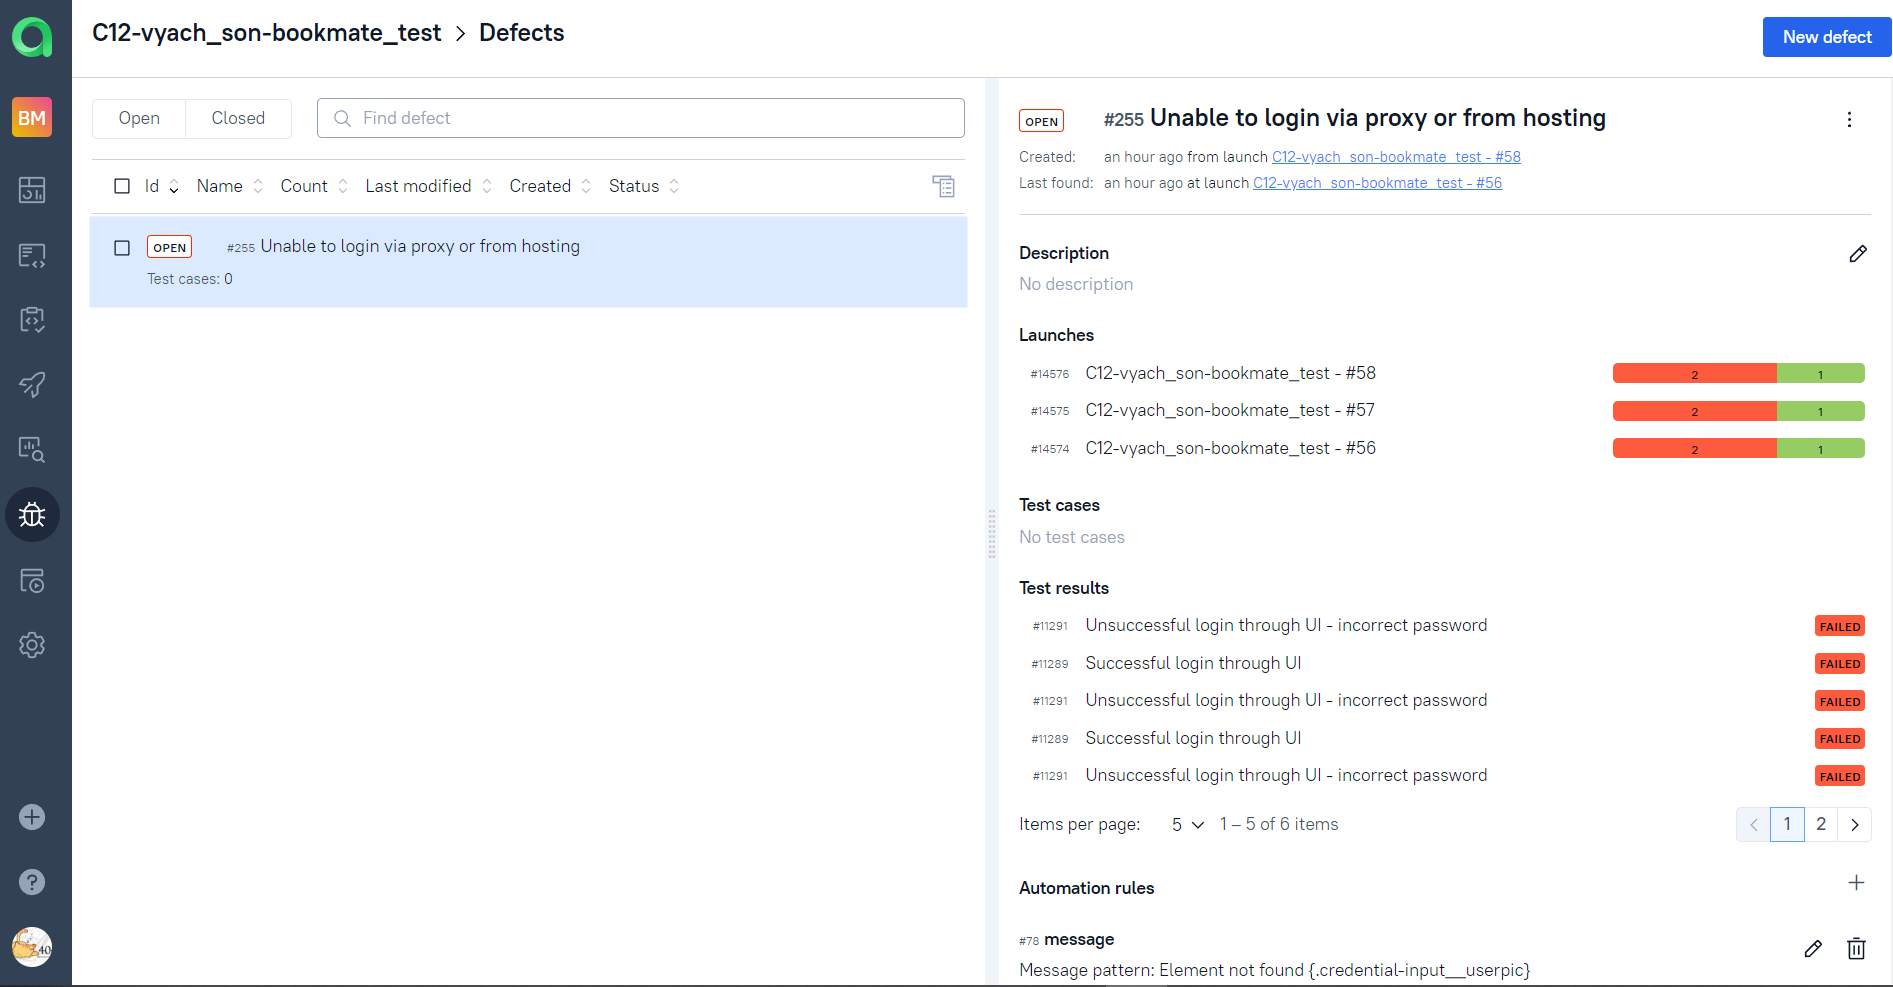 C12-vyach_son-bookmate_test > Defects
New defect
BM
Open
Closed
Find defect
Id
Name
Count
Last modified
Created
Status
OPEN
#255 Unable to login via proxy or from hosting
Test cases: 0
OPEN
#255 Unable to login via proxy or from hosting
Created: an hour ago from launch C12-vyach_son-bookmate_test - #58
Last found: an hour ago at launch C12-vyach_son-bookmate_test - #56
Description
No description
Launches
#14576 C12-vyach_son-bookmate_test - #58 2 1
#14575 C12-vyach_son-bookmate_test - #57 2 1
#14574 C12-vyach_son-bookmate_test - #56 2 1
Test cases
No test cases
Test results
#11291 Unsuccessful login through UI - incorrect password FAILED
#11289 Successful login through UI FAILED
#11291 Unsuccessful login through UI - incorrect password FAILED
#11289 Successful login through UI FAILED
#11291 Unsuccessful login through UI - incorrect password FAILED
Items per page: 5 1 – 5 of 6 items
1 2
Automation rules
#78 message
Message pattern: Element not found {.credential-input__userpic}
40